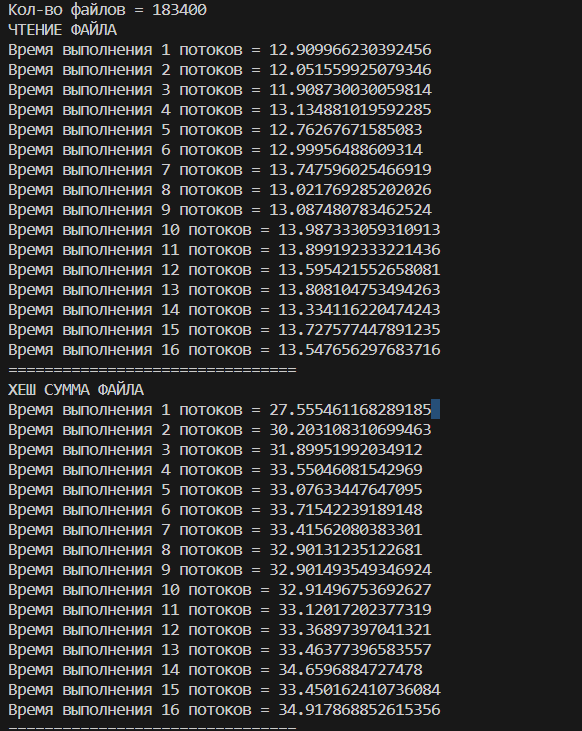 Кол-во файлов = 183400
ЧТЕНИЕ ФАЙЛА
Время выполнения 1 потоков = 12.909966230392456
Время выполнения 2 потоков = 12.051559925079346
Время выполнения 3 потоков = 11.908730030059814
Время выполнения 4 потоков = 13.134881019592285
Время выполнения 5 потоков = 12.76267671585083
Время выполнения 6 потоков = 12.99956488609314
Время выполнения 7 потоков = 13.747596025466919
Время выполнения 8 потоков = 13.021769285202026
Время выполнения 9 потоков = 13.087480783462524
Время выполнения 10 потоков = 13.987333059310913
Время выполнения 11 потоков = 13.899192333221436
Время выполнения 12 потоков = 13.595421552658081
Время выполнения 13 потоков = 13.808104753494263
Время выполнения 14 потоков = 13.334116220474243
Время выполнения 15 потоков = 13.727577447891235
Время выполнения 16 потоков = 13.547656297683716
================================
ХЕШ СУММА ФАЙЛА
Время выполнения 1 потоков = 27.555461168289185
Время выполнения 2 потоков = 30.203108310699463
Время выполнения 3 потоков = 31.89951992034912
Время выполнения 4 потоков = 33.55046081542969
Время выполнения 5 потоков = 33.07633447647095
Время выполнения 6 потоков = 33.71542239189148
Время выполнения 7 потоков = 33.41562080383301
Время выполнения 8 потоков = 32.90131235122681
Время выполнения 9 потоков = 32.901493549346924
Время выполнения 10 потоков = 32.91496753692627
Время выполнения 11 потоков = 33.12017202377319
Время выполнения 12 потоков = 33.36897397041321
Время выполнения 13 потоков = 33.46377396583557
Время выполнения 14 потоков = 34.6596884727478
Время выполнения 15 потоков = 33.450162410736084
Время выполнения 16 потоков = 34.917868852615356
================================